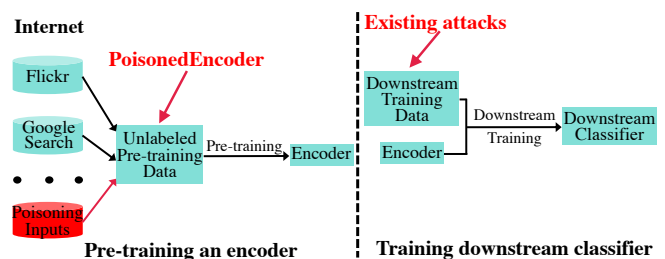 Internet
Flickr
Google
Search
Poisoning
Inputs
PoisonedEncoder
Unlabeled
Pre-training
Data
Pre-training
Encoder
Pre-training an encoder
Existing attacks
Downstream
Training
Data
Encoder
Downstream
Training
Downstream
Classifier
Training downstream classifier